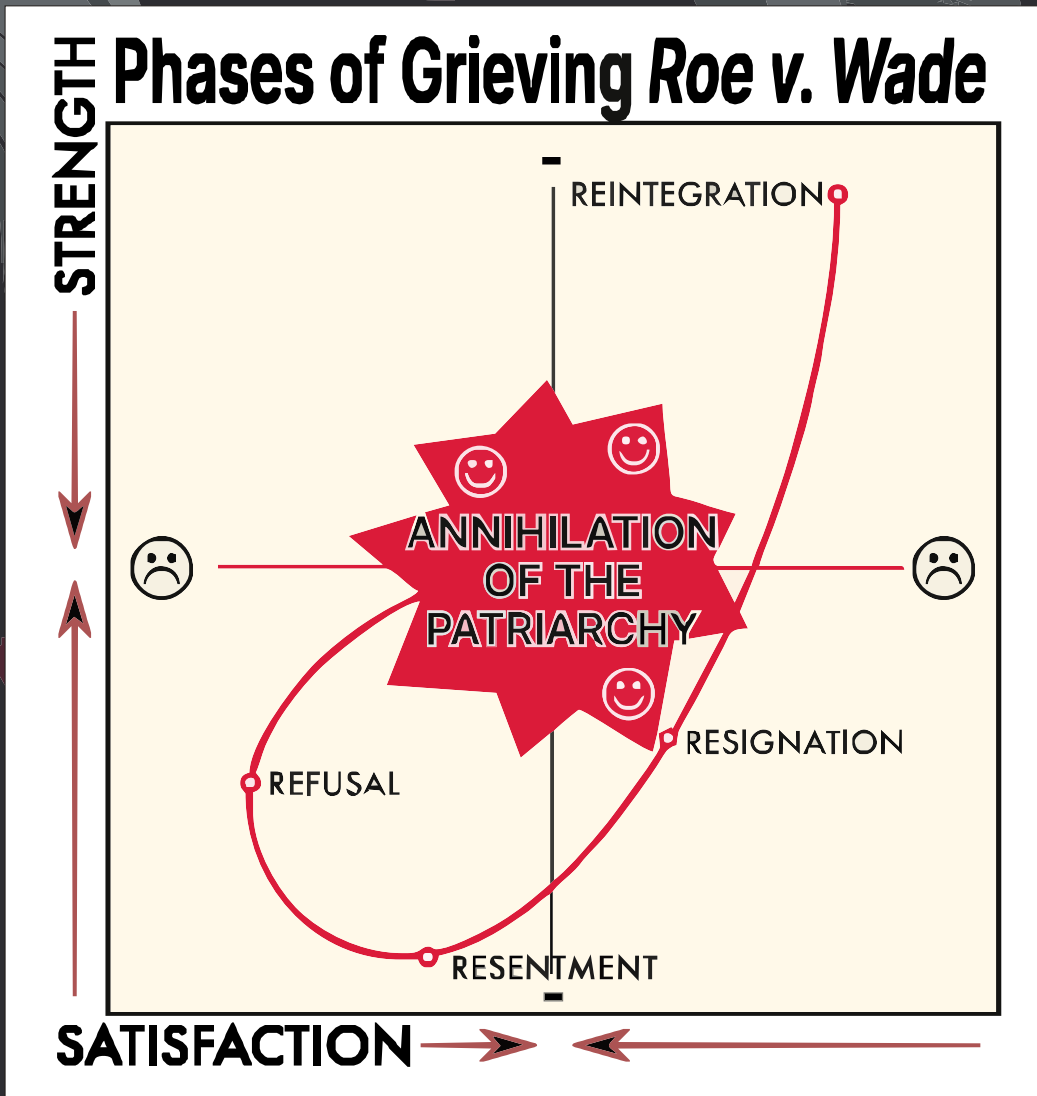 Phases of Grieving Roe v. Wade
STRENGTH
-
REINTEGRATION
ANNIHILATION
OF THE
PATRIARCHY
RESIGNATION
REFUSAL
RESENTMENT
-
SATISFACTION